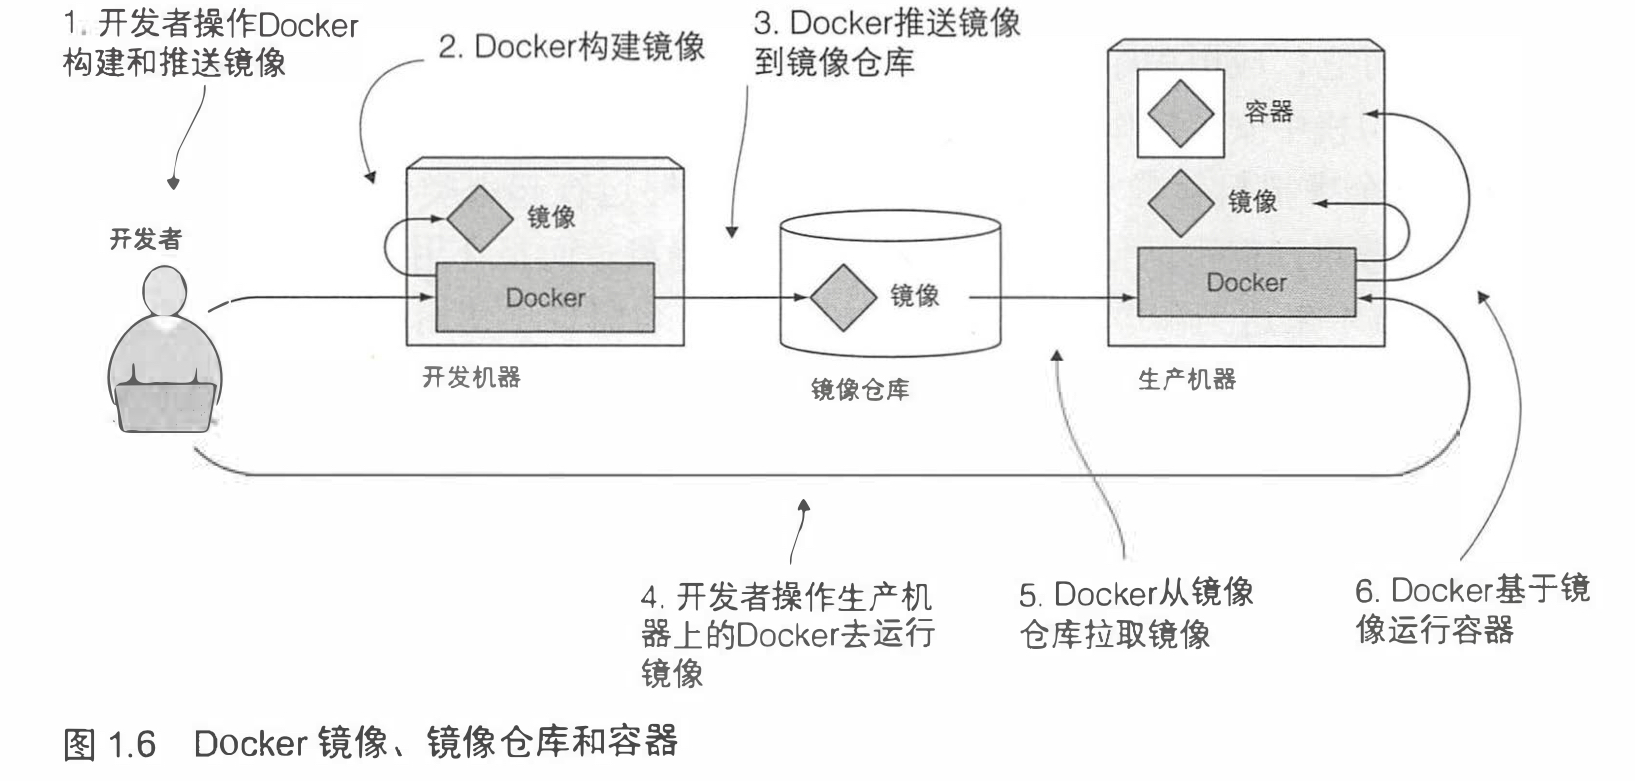 1. 开发者操作Docker
构建和推送镜像
2. Docker构建镜像
3. Docker推送镜像
到镜像仓库
容器
镜像
Docker
生产机器
开发者
镜像
Docker
开发机器
镜像
镜像仓库
4. 开发者操作生产机
器上的Docker去运行
镜像
5. Docker从镜像
仓库拉取镜像
6. Docker基于镜
像运行容器
图 1.6 Docker 镜像、镜像仓库和容器